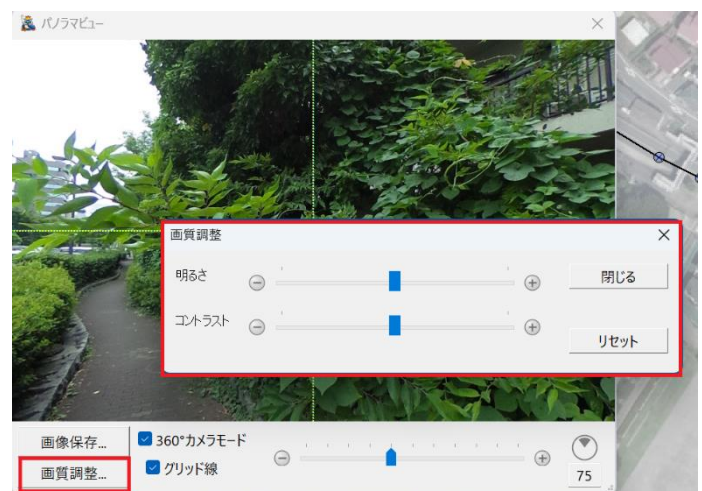 パノラマビュー
画質調整
明るさ
閉じる
コントラスト
リセット
画像保存...
360°カメラモード
画質調整...
グリッド線
75